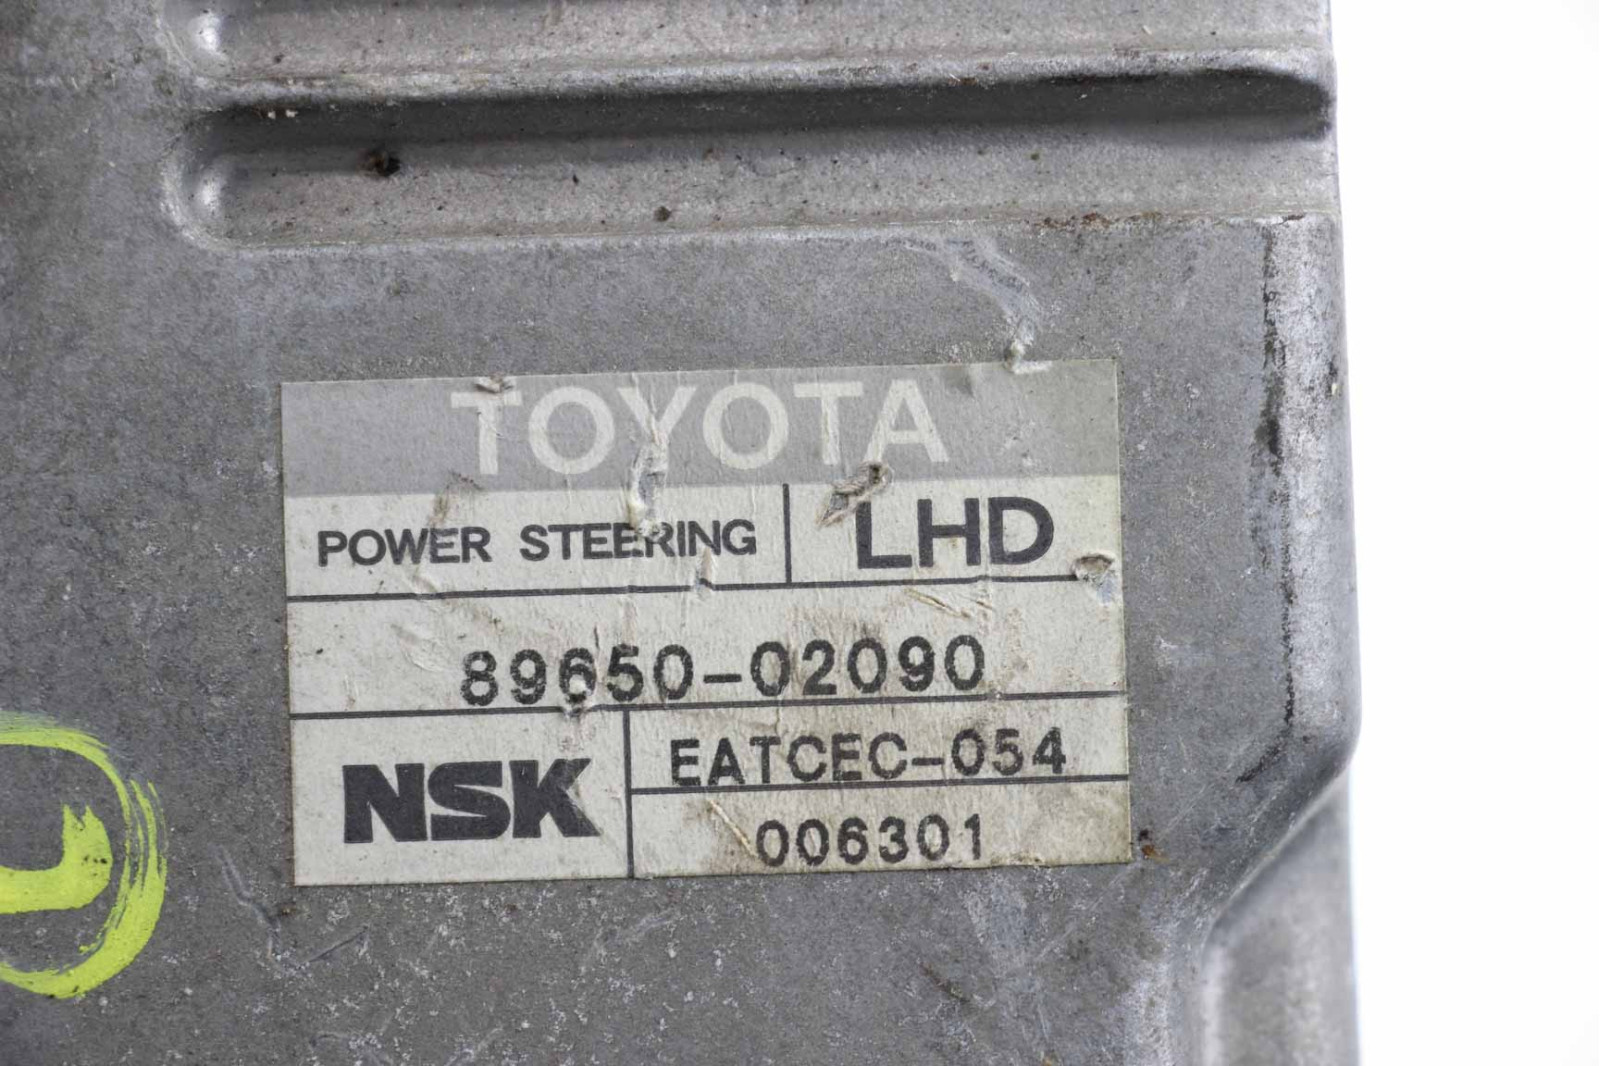 TOYOTA
POWER STEERING LHD
89650-02090
NSK EATCEC-054
006301